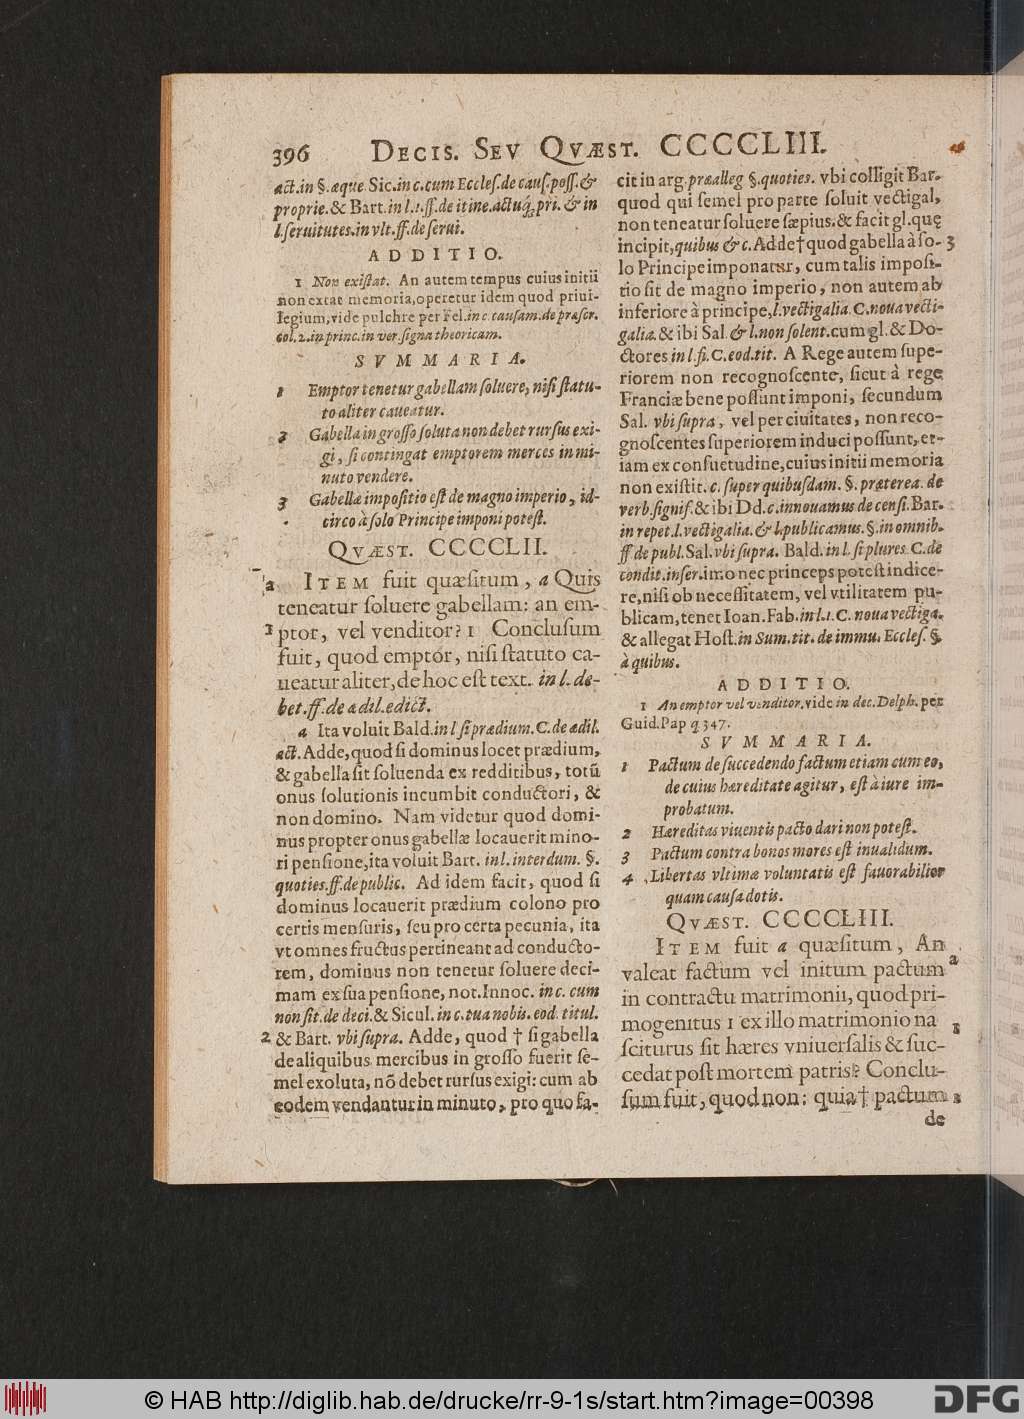 396 DECIS. SEV QVÆST. CCCCCLIII.
act. in §. æque. Sic. in c. cum Eccles. de caus. poss. &
proprie. & Bart. in l. 1. ff. de itine. actuq́; pri. & in
l. seruitutes. in vlt. ff. de serui.
ADDITIO.
1 Non existat. An autem tempus cuius initii
non extat memoria, operetur idem quod priui-
legium, vide pulchre per Fel. in c. causam. de præscr.
col. 2. in princ. in ver. signa theoricam.
SVMMARIA.
1 Emptor tenetur gabellam soluere, nisi statu-
to aliter caueatur.
2 Gabella in grosso soluta non debet rursus exi-
gi, si contingat emptorem merces in mi-
nuto vendere.
3 Gabellæ impositio est de magno imperio, id-
circo à solo Principe imponi potest.
QVÆST. CCCCCLII.
a ITEM fuit quæsitum, a Quis
teneatur soluere gabellam: an em-
1 ptor, vel venditor? 1 Conclusum
fuit, quod emptor, nisi statuto ca-
ueatur aliter, de hoc est text. in l. de-
bet. ff. de ædil. edict.
a Ita voluit Bald. in l. si prædium. C. de ædil.
act. Adde, quod si dominus locet prædium,
& gabella sit soluenda ex redditibus, totũ
onus solutionis incumbit conductori, &
non domino. Nam videtur quod domi-
nus propter onus gabellæ locauerit mino-
ri pensione, ita voluit Bart. in l. interdum. §.
quoties. ff. de public. Ad idem facit, quod si
dominus locauerit prædium colono pro
certis mensuris, seu pro certa pecunia, ita
vt omnes fructus pertineant ad conducto-
rem, dominus non tenetur soluere deci-
mam ex sua pensione, not. Innoc. in c. cum
non sit. de deci. & Sicul. in c. tua nobis. eod. titul.
2 & Bart. vbi supra. Adde, quod † si gabella
de aliquibus mercibus in grosso fuerit se-
mel exoluta, nõ debet rursus exigi: cum ab
eodem vendantur in minuto, pro quo fa-
cit in arg. præalleg §. quoties. vbi colligit Bar.
quod qui semel pro parte soluit vectigal,
non teneatur soluere sæpius. & facit gl. quę
incipit, quibus & c. Adde † quod gabella à so- 3
lo Principe imponatur, cum talis imposi-
tio sit de magno imperio, non autem ab
inferiore à principe, l. vectigalia. C. noua vecti-
galia. & ibi Sal. & l. non solent. cum gl. & Do-
ctores in l. fi. C. eod. tit. A Rege autem supe-
riorem non recognoscente, sicut à rege
Franciæ bene possunt imponi, secundum
Sal. vbi supra, vel per ciuitates, non reco-
gnoscentes superiorem induci possunt, et-
iam ex consuetudine, cuius initii memoria
non existit. c. super quibusdam. §. præterea. de
verb. signif. & ibi Dd. c. innouamus de censi. Bar.
in repet. l. vectigalia. & l. publicamus. §. in omnib.
ff. de publ. Sal. vbi supra. Bald. in l. si plures. C. de
condit. inser. imo nec princeps potest indice-
re, nisi ob necessitatem, vel vtilitatem pu-
blicam, tenet Ioan. Fab. in l. 1. C. noua vectiga.
& allegat Host. in Sum. tit. de immu. Eccles. §.
à quibus.
ADDITIO.
1 An emptor vel venditor. vide in dec. Delph. per
Guid. Pap q 347.
SVMMARIA.
1 Pactum de succedendo factum etiam cum eo,
de cuius hæreditate agitur, est à iure im-
probatum.
2 Hæreditas viuentis pacto dari non potest.
3 Pactum contra bonos mores est inualidum.
4 Libertas vltimæ voluntatis est fauorabilior
quam causa dotis.
QVÆST. CCCCCLIII.
ITEM fuit a quæsitum, An
valeat factum vel initum pactum a
in contractu matrimonii, quod pri-
mogenitus 1 ex illo matrimonio na 1
sciturus sit hæres vniuersalis & suc-
cedat post mortem patris? Conclu-
sum fuit, quod non: quia † pactum 1
de
© HAB http://diglib.hab.de/drucke/rr-9-1s/start.htm?image=00398
DFG